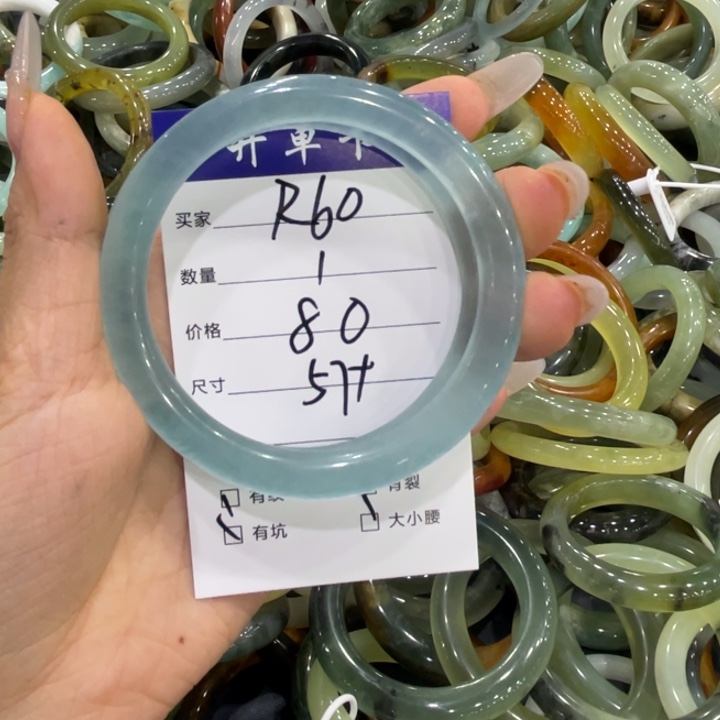 开单卡
买家 R60
数量 1
价格 80
尺寸 57+
有纹 有裂
有坑 大小腰